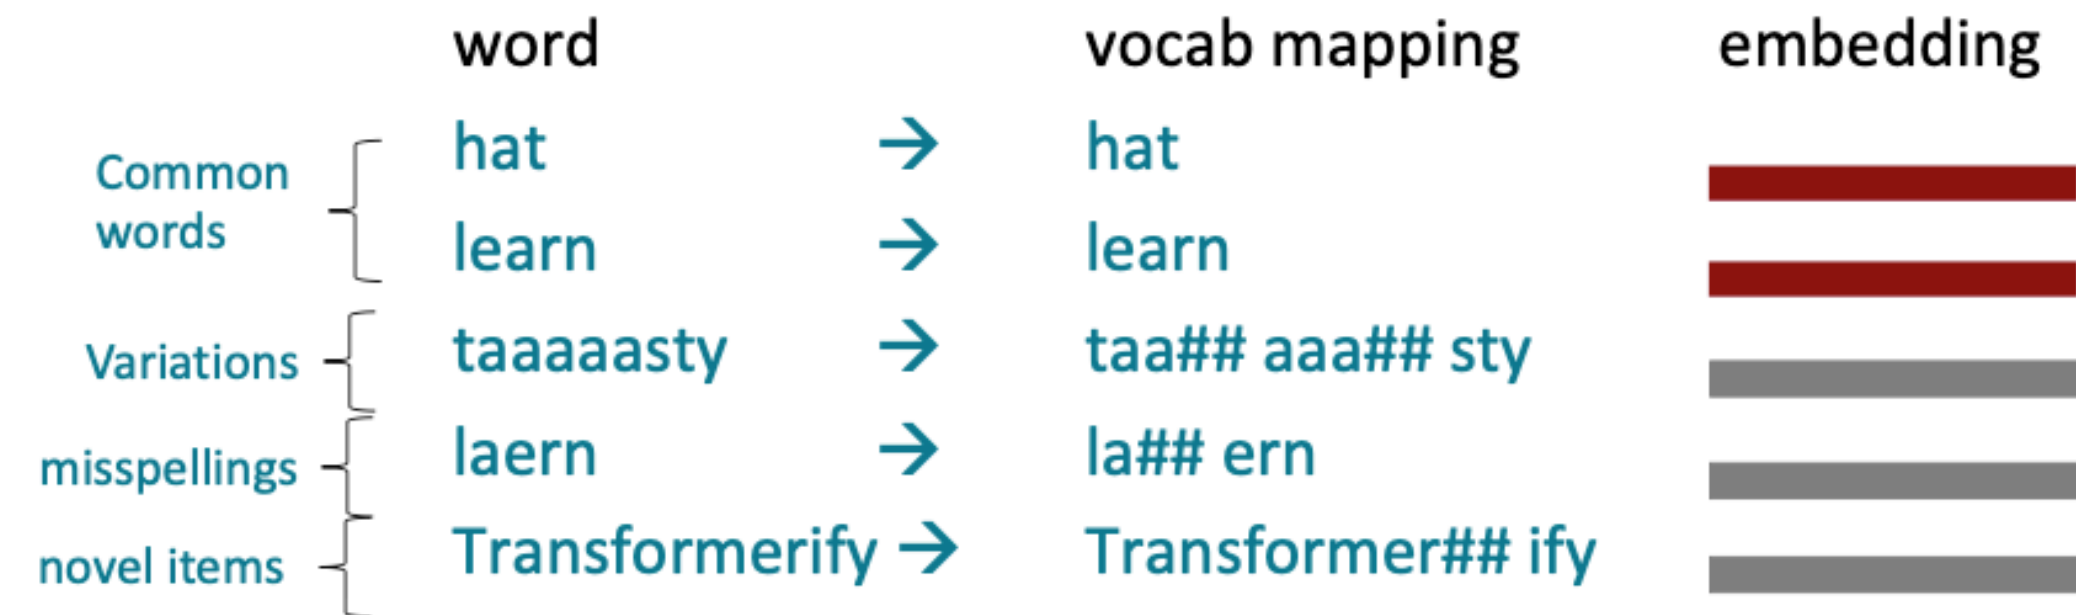 word vocab mapping embedding
Common words
hat → hat
learn → learn
Variations
taaaaasty → taa## aaa## sty
misspellings
laern → la## ern
novel items
Transformerify → Transformer## ify